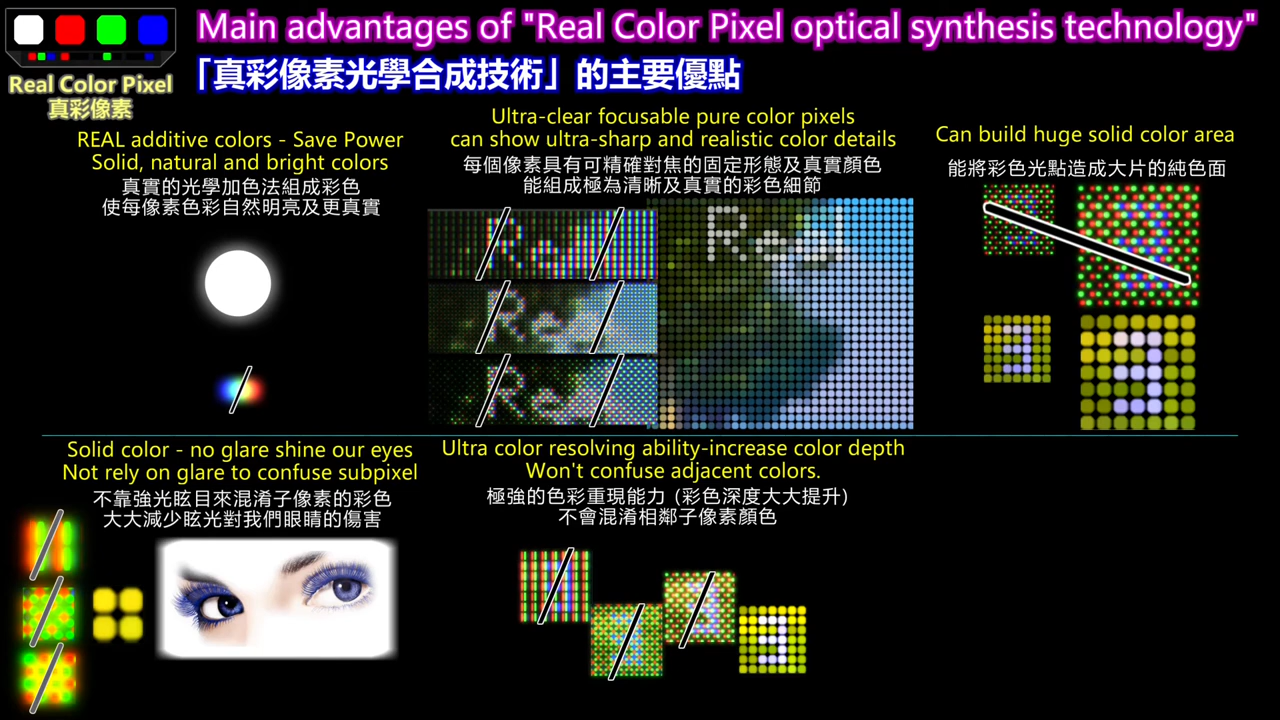 Main advantages of "Real Color Pixel optical synthesis technology"
「真彩像素光學合成技術」的主要優點
Real Color Pixel
真彩像素
REAL additive colors - Save Power
Solid, natural and bright colors
真實的光學加色法組成彩色
使每像素色彩自然明亮及更真實
Ultra-clear focusable pure color pixels
can show ultra-sharp and realistic color details
每個像素具有可精確對焦的固定形態及真實顏色
能組成極為清晰及真實的彩色細節
Real
Real
Real
Real
Can build huge solid color area
能將彩色光點造成大片的純色面
3
3
Solid color - no glare shine our eyes
Not rely on glare to confuse subpixel
不靠強光眩目來混淆子像素的彩色
大大減少眩光對我們眼睛的傷害
Ultra color resolving ability-increase color depth
Won't confuse adjacent colors.
極強的色彩重現能力 (彩色深度大大提升)
不會混淆相鄰子像素顏色
3